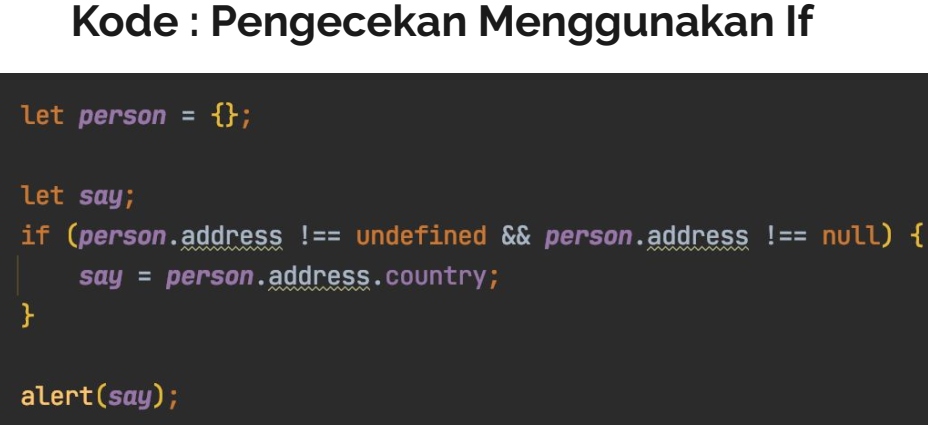 Kode : Pengecekan Menggunakan If
let person = {};
let say;
if (person.address !== undefined && person.address !== null) {
    say = person.address.country;
}
alert(say);